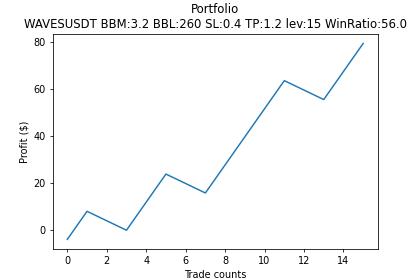 Portfolio
WAVESUSDT BBM:3.2 BBL:260 SL:0.4 TP:1.2 lev:15 WinRatio:56.0
80
60
40
20
0
Profit ($)
0 2 4 6 8 10 12 14
Trade counts